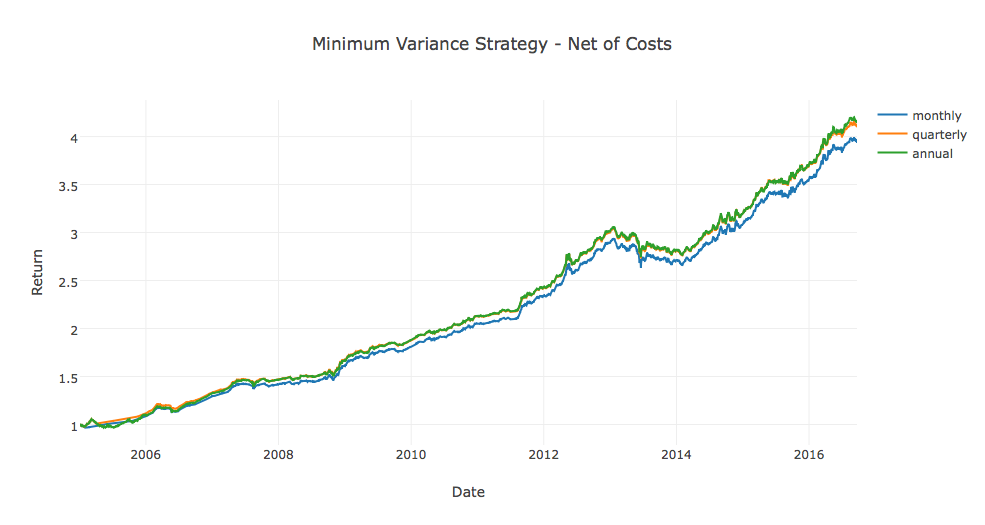 Minimum Variance Strategy - Net of Costs
monthly
quarterly
annual
4
3.5
3
2.5
2
1.5
1
Return
2006
2008
2010
2012
2014
2016
Date